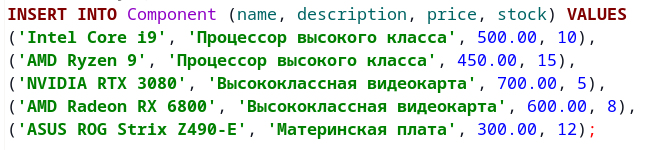 INSERT INTO Component (name, description, price, stock) VALUES
('Intel Core i9', 'Процессор высокого класса', 500.00, 10),
('AMD Ryzen 9', 'Процессор высокого класса', 450.00, 15),
('NVIDIA RTX 3080', 'Высококлассная видеокарта', 700.00, 5),
('AMD Radeon RX 6800', 'Высококлассная видеокарта', 600.00, 8),
('ASUS ROG Strix Z490-E', 'Материнская плата', 300.00, 12);